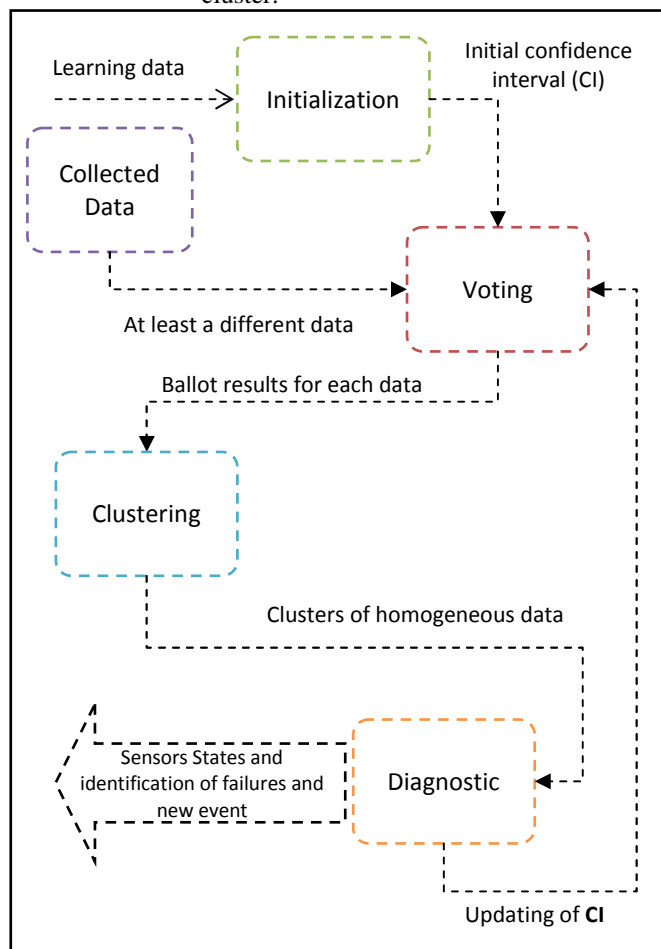 cluster.
Learning data
Initial confidence
interval (CI)
Initialization
Collected
Data
Voting
At least a different data
Ballot results for each data
Clustering
Clusters of homogeneous data
Sensors States and
identification of failures and
new event
Diagnostic
Updating of CI